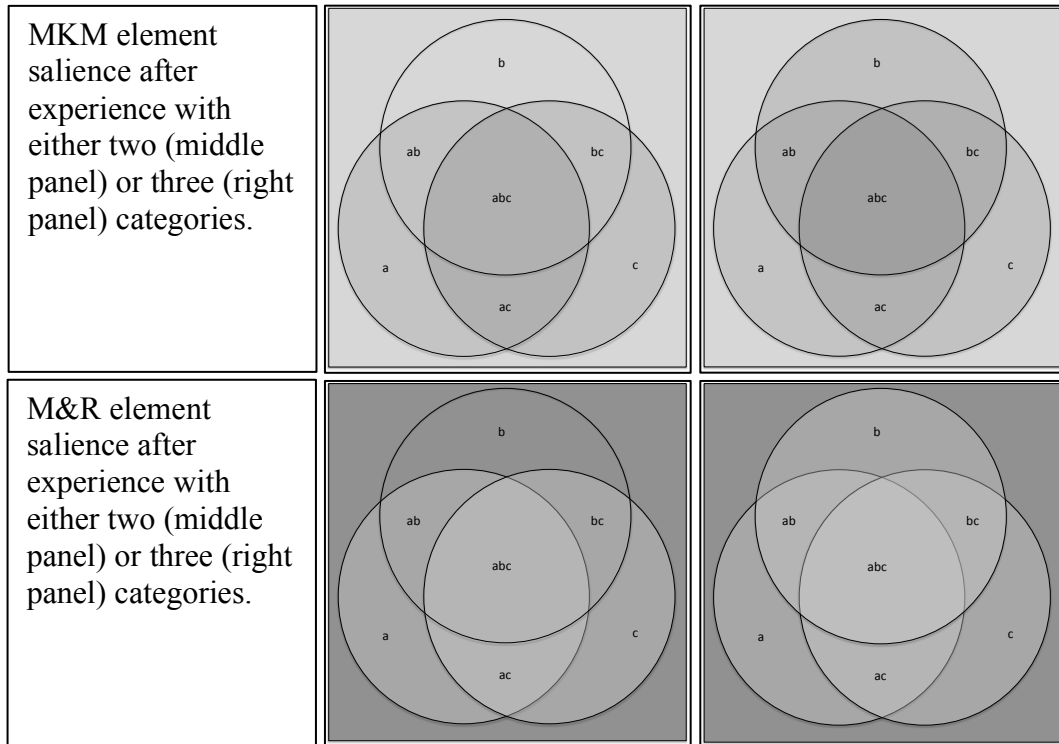 MKM element
salience after
experience with
either two (middle
panel) or three (right
panel) categories.
b
ab
bc
abc
a
c
ac
b
ab
bc
abc
a
c
ac
M&R element
salience after
experience with
either two (middle
panel) or three (right
panel) categories.
b
ab
bc
abc
a
c
ac
b
ab
bc
abc
a
c
ac